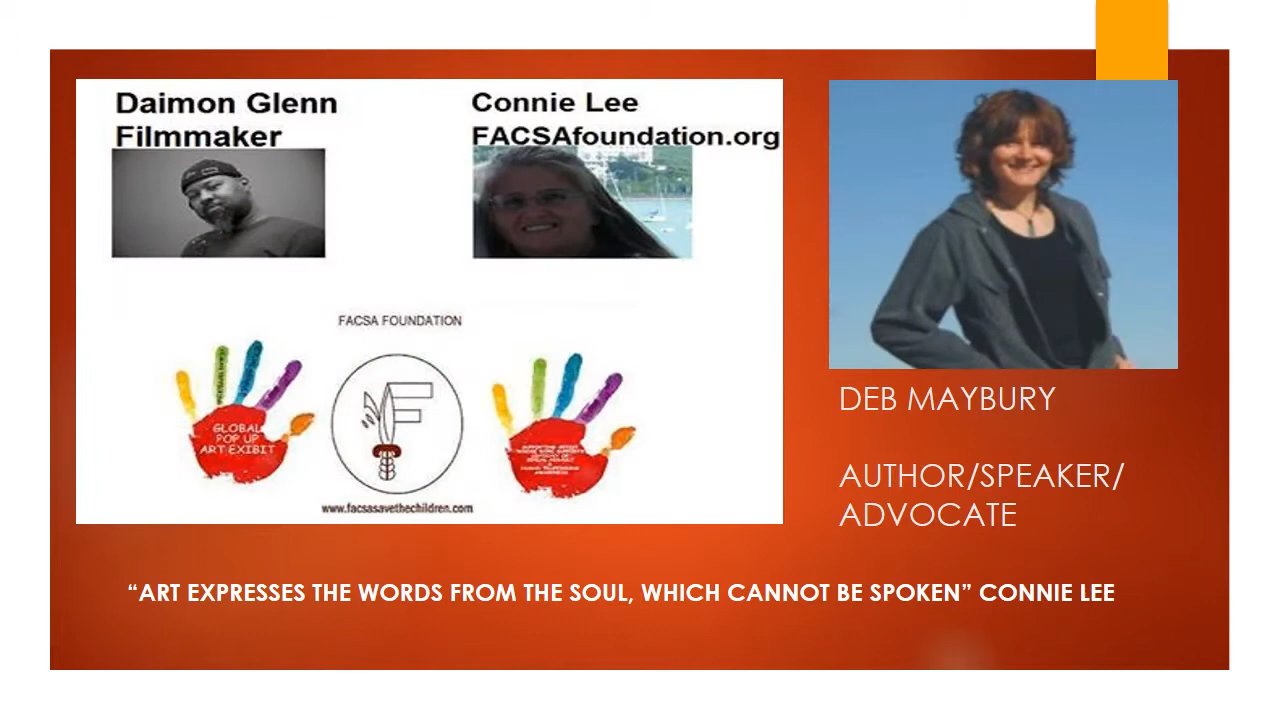 Daimon Glenn
Filmmaker
Connie Lee
FACSAfoundation.org
FACSA FOUNDATION
GLOBAL
POP UP
ART EXIBIT
F
www.facsasavethechildren.com
DEB MAYBURY
AUTHOR/SPEAKER/
ADVOCATE
“ART EXPRESSES THE WORDS FROM THE SOUL, WHICH CANNOT BE SPOKEN” CONNIE LEE